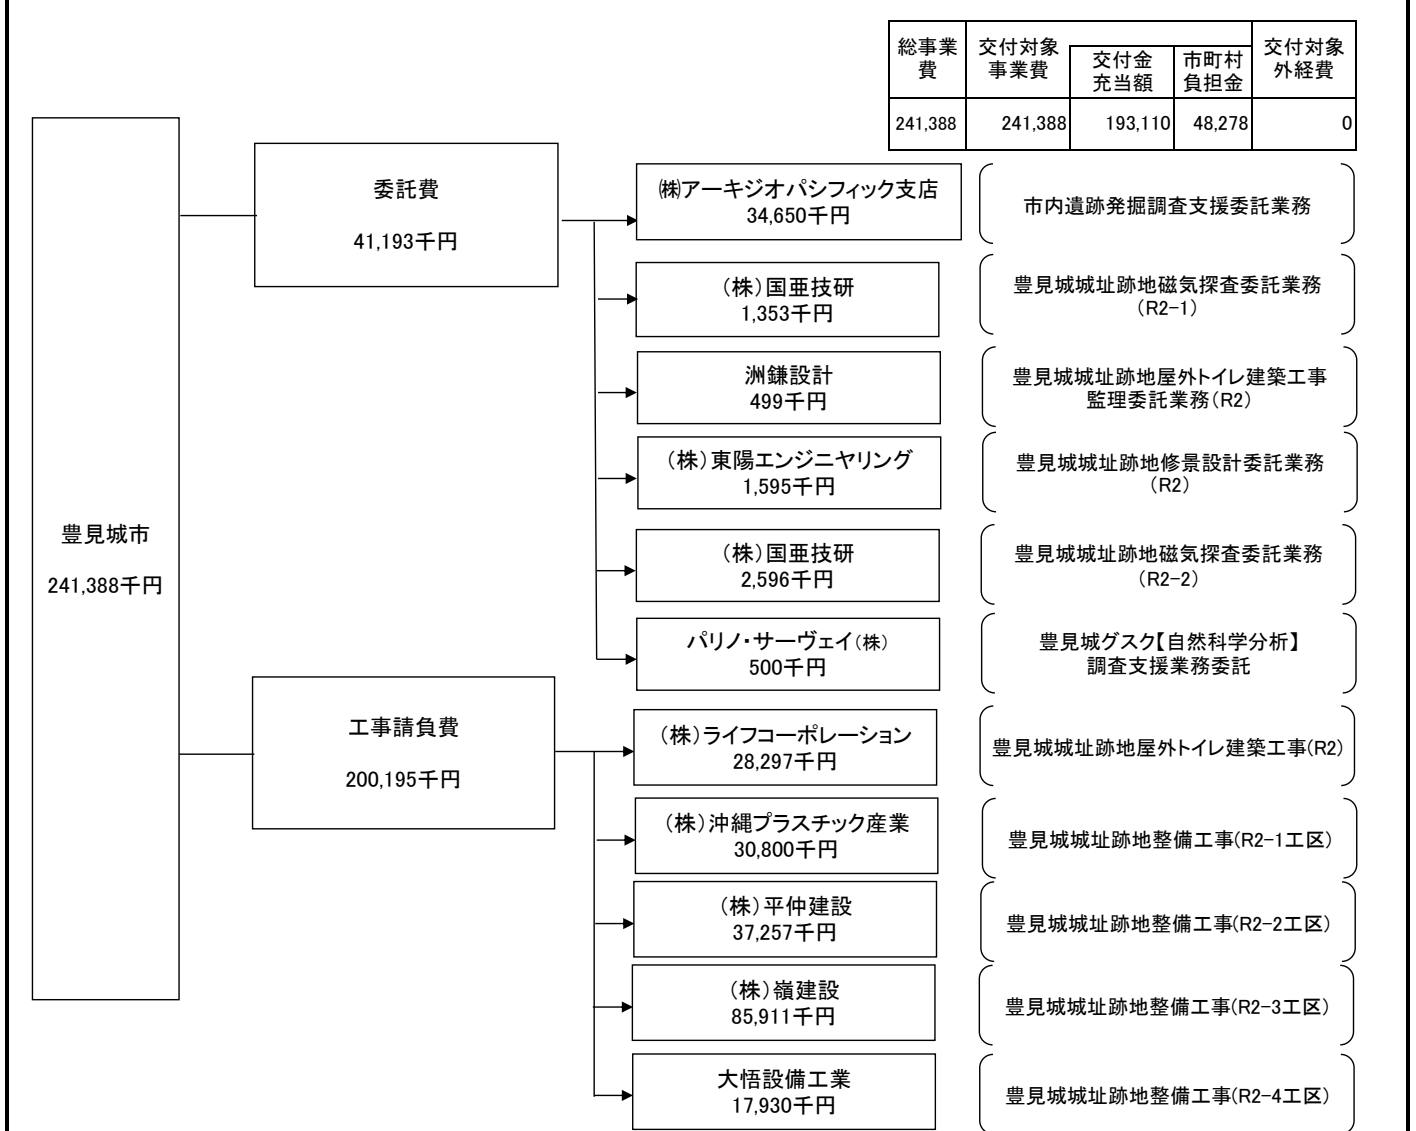 総事業費
交付対象事業費
交付金充当額
市町村負担金
交付対象外経費
241,388 241,388 193,110 48,278 0
豊見城市
241,388千円
委託費
41,193千円
㈱アーキジオパシフィック支店
34,650千円
市内遺跡発掘調査支援委託業務
（株）国亜技研
1,353千円
豊見城城址跡地磁気探査委託業務
（R2-1）
洲鎌設計
499千円
豊見城城址跡地屋外トイレ建築工事
監理委託業務（R2）
（株）東陽エンジニヤリング
1,595千円
豊見城城址跡地修景設計委託業務
（R2）
（株）国亜技研
2,596千円
豊見城城址跡地磁気探査委託業務
（R2-2）
パリノ・サーヴェイ（株）
500千円
豊見城グスク【自然科学分析】
調査支援業務委託
工事請負費
200,195千円
（株）ライフコーポレーション
28,297千円
豊見城城址跡地屋外トイレ建築工事(R2)
（株）沖縄プラスチック産業
30,800千円
豊見城城址跡地整備工事(R2-1工区)
（株）平仲建設
37,257千円
豊見城城址跡地整備工事(R2-2工区)
（株）嶺建設
85,911千円
豊見城城址跡地整備工事(R2-3工区)
大悟設備工業
17,930千円
豊見城城址跡地整備工事(R2-4工区)